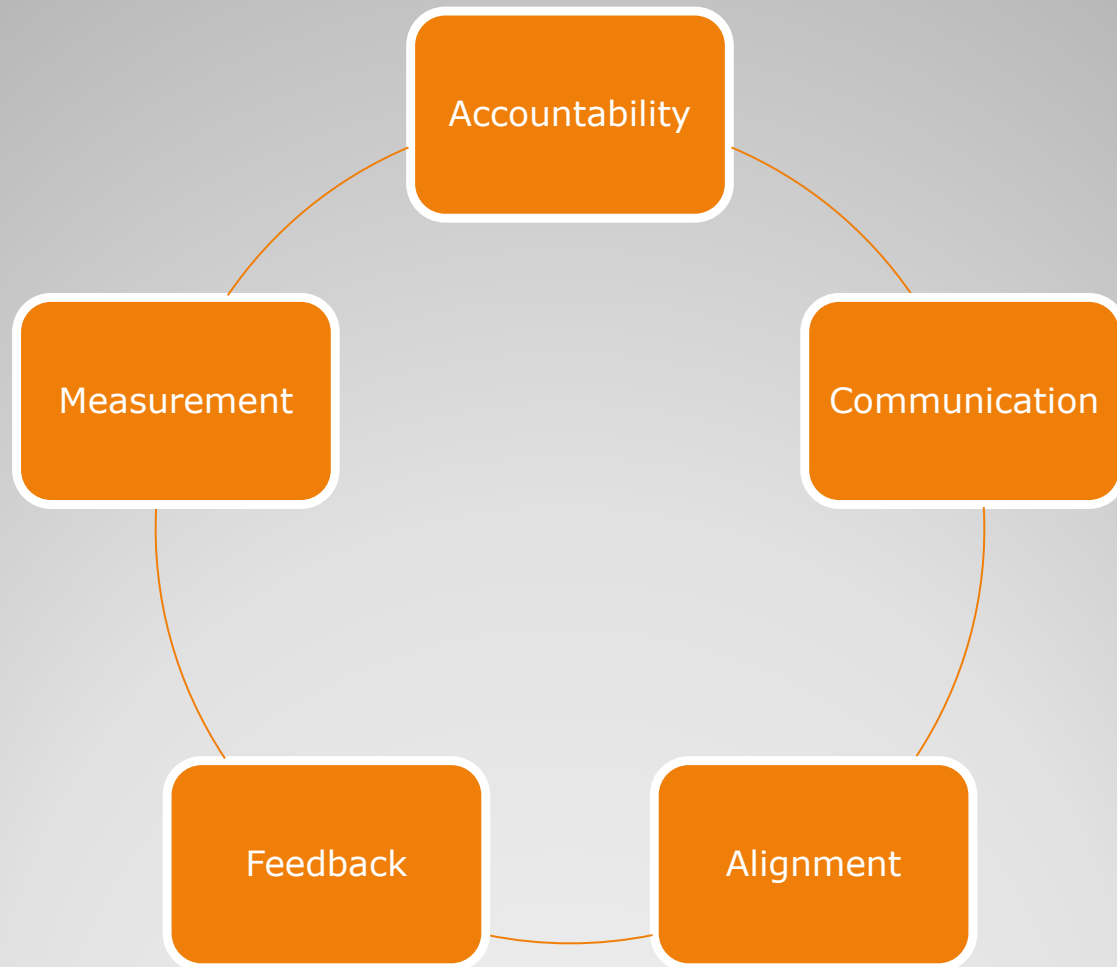 Accountability
Communication
Alignment
Feedback
Measurement